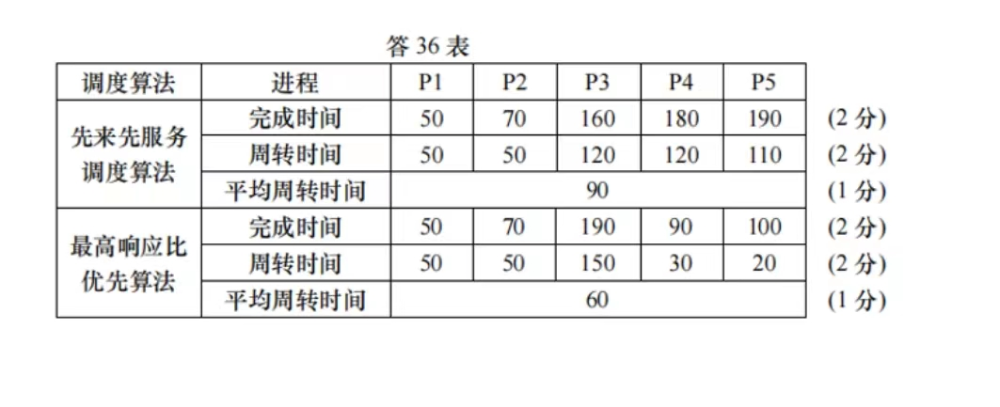 答 36 表
调度算法 进程 P1 P2 P3 P4 P5
先来先服务调度算法 完成时间 50 70 160 180 190 (2 分)
周转时间 50 50 120 120 110 (2 分)
平均周转时间 90 (1 分)
最高响应比优先算法 完成时间 50 70 190 90 100 (2 分)
周转时间 50 50 150 30 20 (2 分)
平均周转时间 60 (1 分)